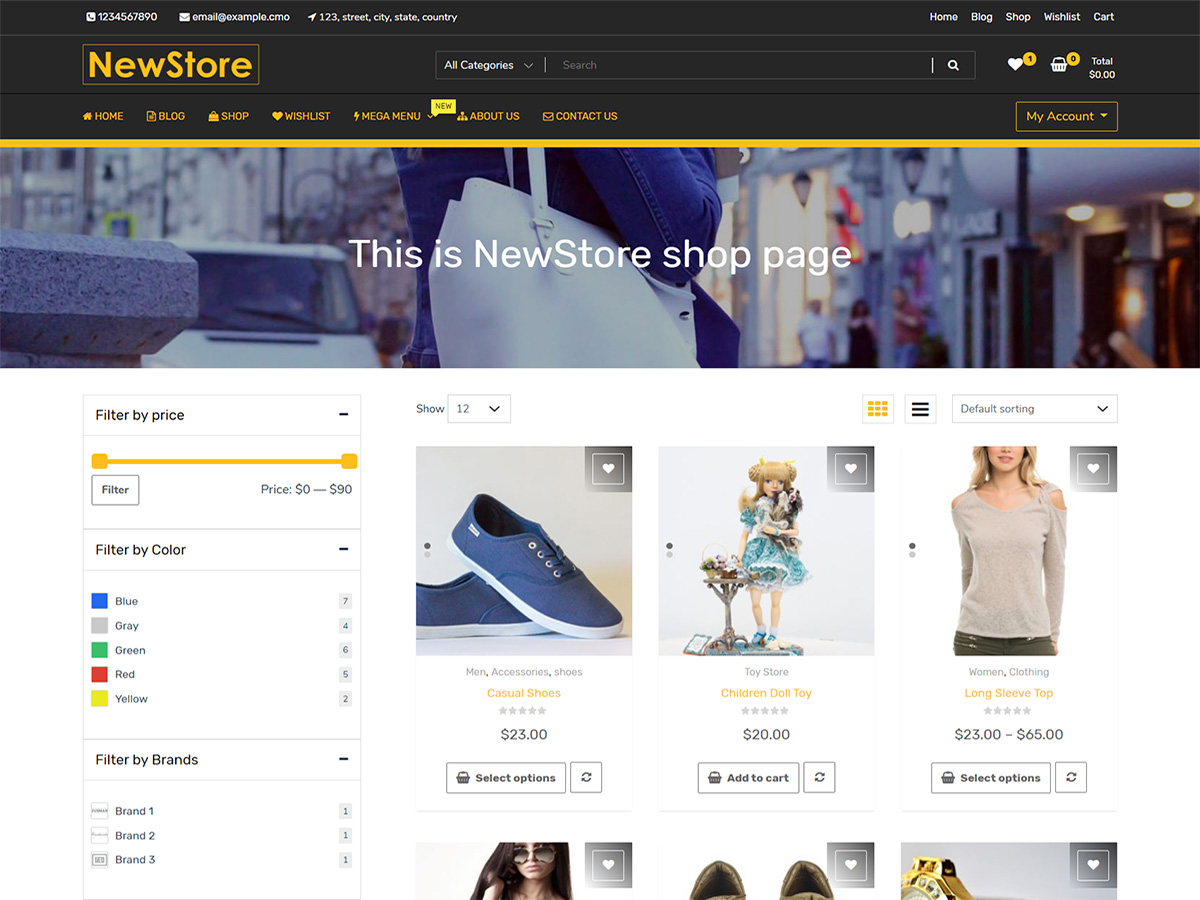 1234567890 email@example.cmo 123, street, city, state, country Home Blog Shop Wishlist Cart
NewStore
All Categories Search
1 0 Total
$0.00
NEW
HOME BLOG SHOP WISHLIST MEGA MENU ABOUT US CONTACT US My Account
This is NewStore shop page
Filter by price
Filter Price: $0 — $90
Filter by Color
Blue 7
Gray 4
Green 6
Red 5
Yellow 2
Filter by Brands
Brand 1 1
Brand 2 1
Brand 3 1
Show 12 Default sorting
Men, Accessories, shoes
Casual Shoes
$23.00
Select options
Toy Store
Children Doll Toy
$20.00
Add to cart
Women, Clothing
Long Sleeve Top
$23.00 – $65.00
Select options